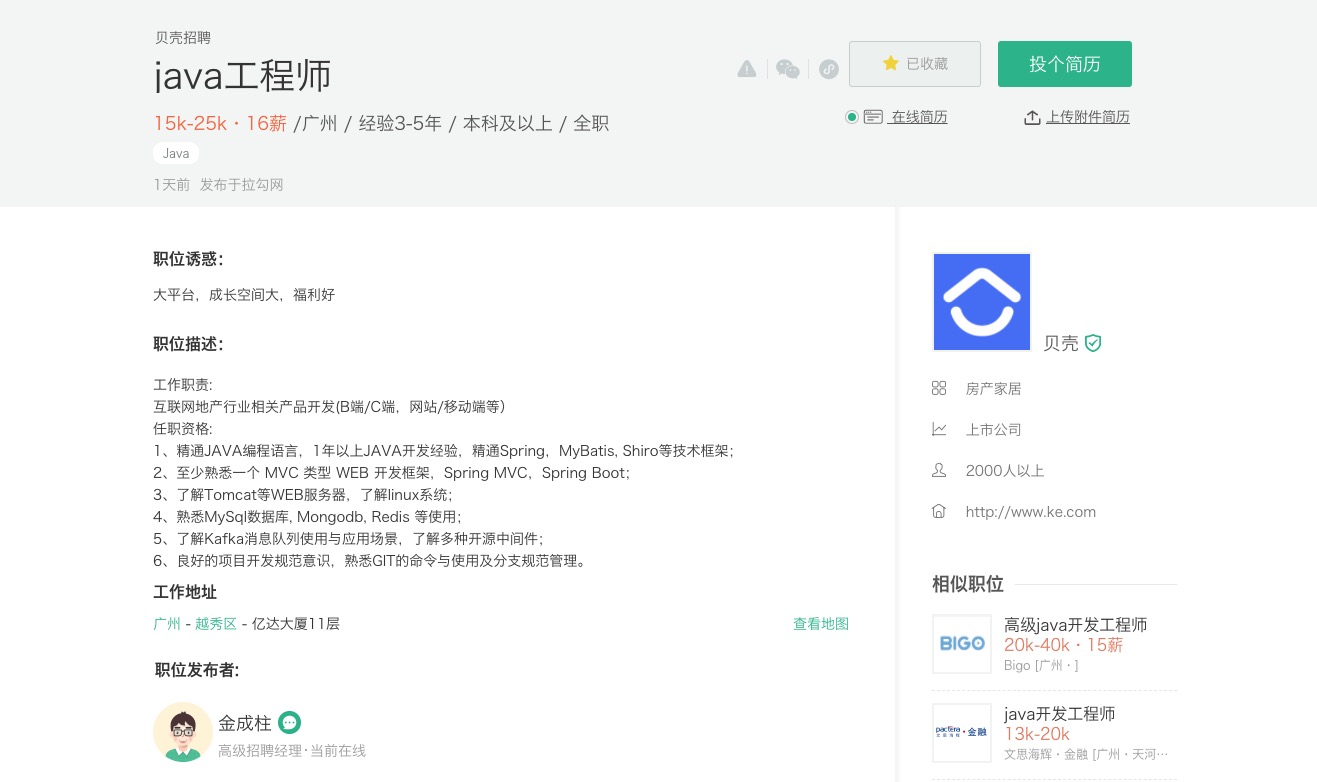 贝壳招聘
java工程师
已收藏
投个简历
15k-25k · 16薪 /广州 / 经验3-5年 / 本科及以上 / 全职
在线简历
上传附件简历
Java
1天前 发布于拉勾网
职位诱惑：
大平台，成长空间大，福利好
职位描述：
工作职责:
互联网地产行业相关产品开发(B端/C端，网站/移动端等）
任职资格:
1、精通JAVA编程语言，1年以上JAVA开发经验，精通Spring，MyBatis, Shiro等技术框架；
2、至少熟悉一个 MVC 类型 WEB 开发框架，Spring MVC，Spring Boot；
3、了解Tomcat等WEB服务器，了解linux系统；
4、熟悉MySql数据库, Mongodb, Redis 等使用；
5、了解Kafka消息队列使用与应用场景，了解多种开源中间件；
6、良好的项目开发规范意识，熟悉GIT的命令与使用及分支规范管理。
工作地址
广州 - 越秀区 - 亿达大厦11层
查看地图
职位发布者:
金成柱
高级招聘经理·当前在线
贝壳
房产家居
上市公司
2000人以上
http://www.ke.com
相似职位
BIGO
高级java开发工程师
20k-40k · 15薪
Bigo [广州 · ]
pactera · 金融
文思海辉
java开发工程师
13k-20k
文思海辉 · 金融 [广州 · 天河···